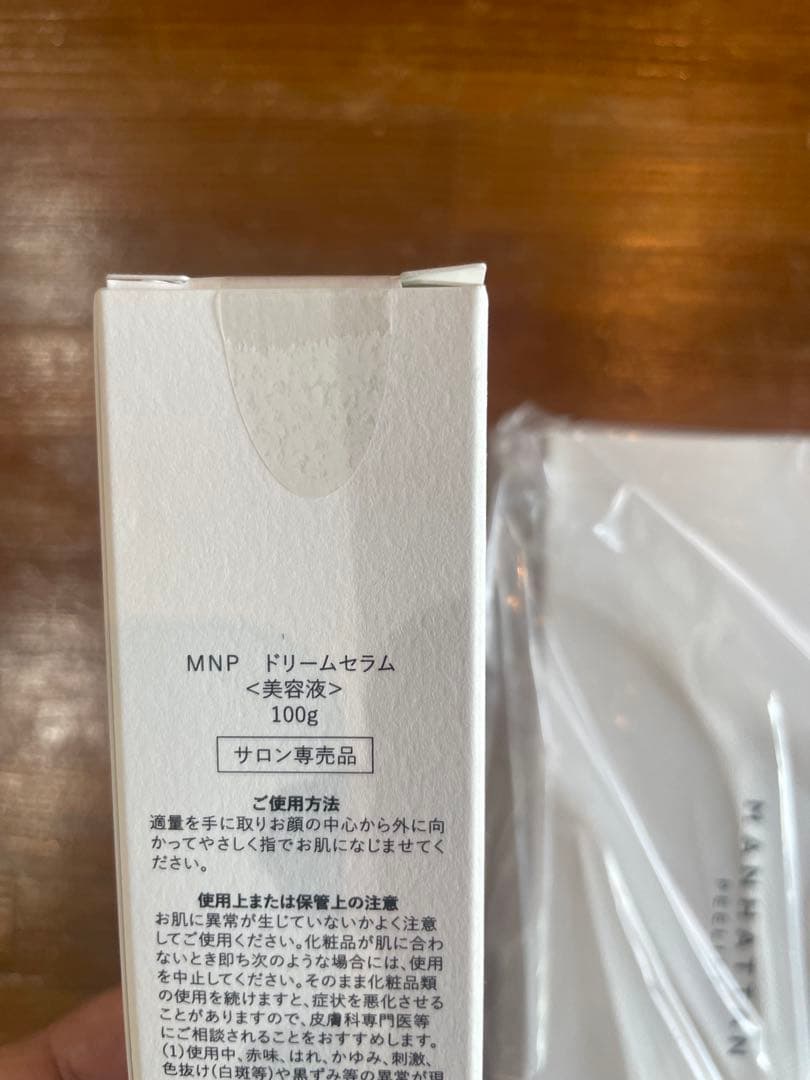 MNP ドリームセラム
<美容液>
100g
サロン専売品
ご使用方法
適量を手に取りお顔の中心から外に向
かってやさしく指でお肌になじませてく
ださい。
使用上または保管上の注意
お肌に異常が生じていないかよく注意
してご使用ください。化粧品が肌に合わ
ないとき即ち次のような場合には、使用
を中止してください。そのまま化粧品類
の使用を続けますと、症状を悪化させる
ことがありますので、皮膚科専門医等
にご相談されることをおすすめします。
(1)使用中、赤味、はれ、かゆみ、刺激、
色抜け(白斑等)や黒ずみ等の異常が現
MANHATTAN